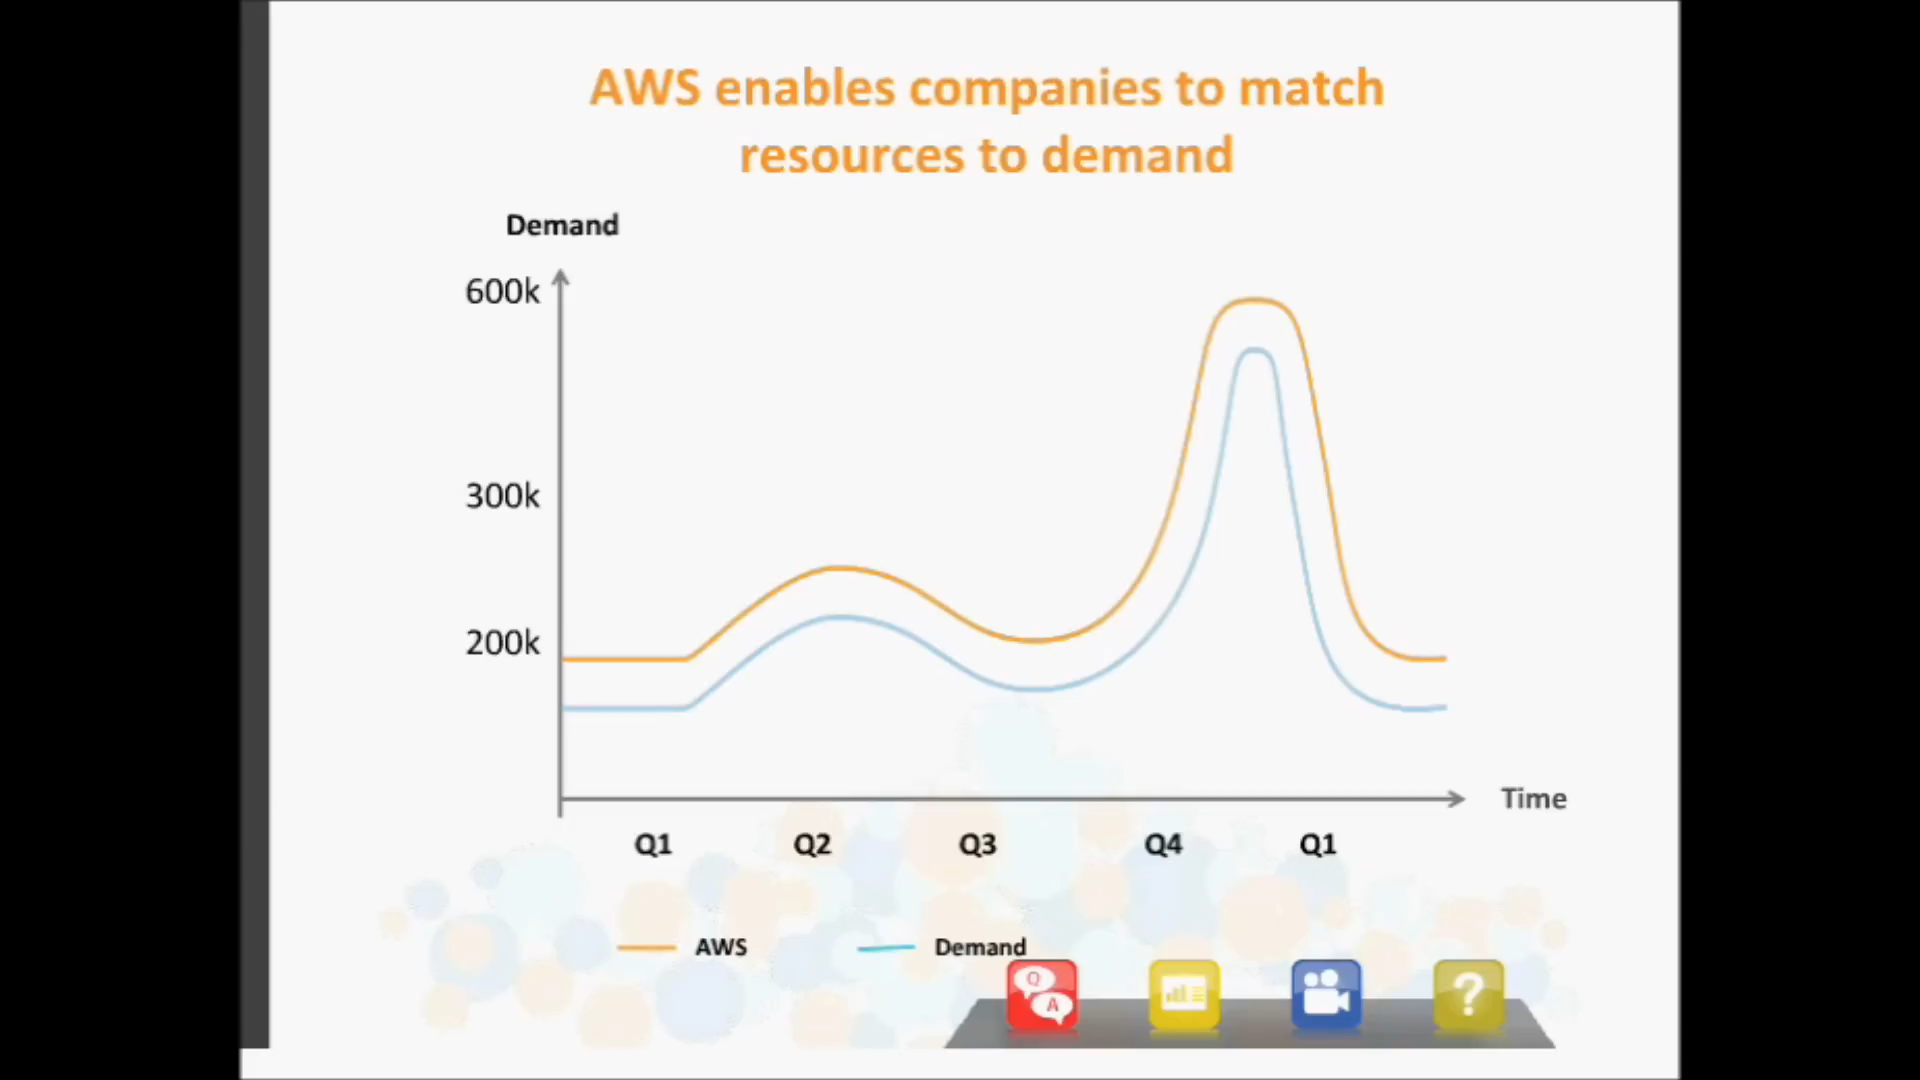 AWS enables companies to match
resources to demand
Demand
600k
300k
200k
Time
Q1 Q2 Q3 Q4 Q1
AWS Demand
Q
A
?